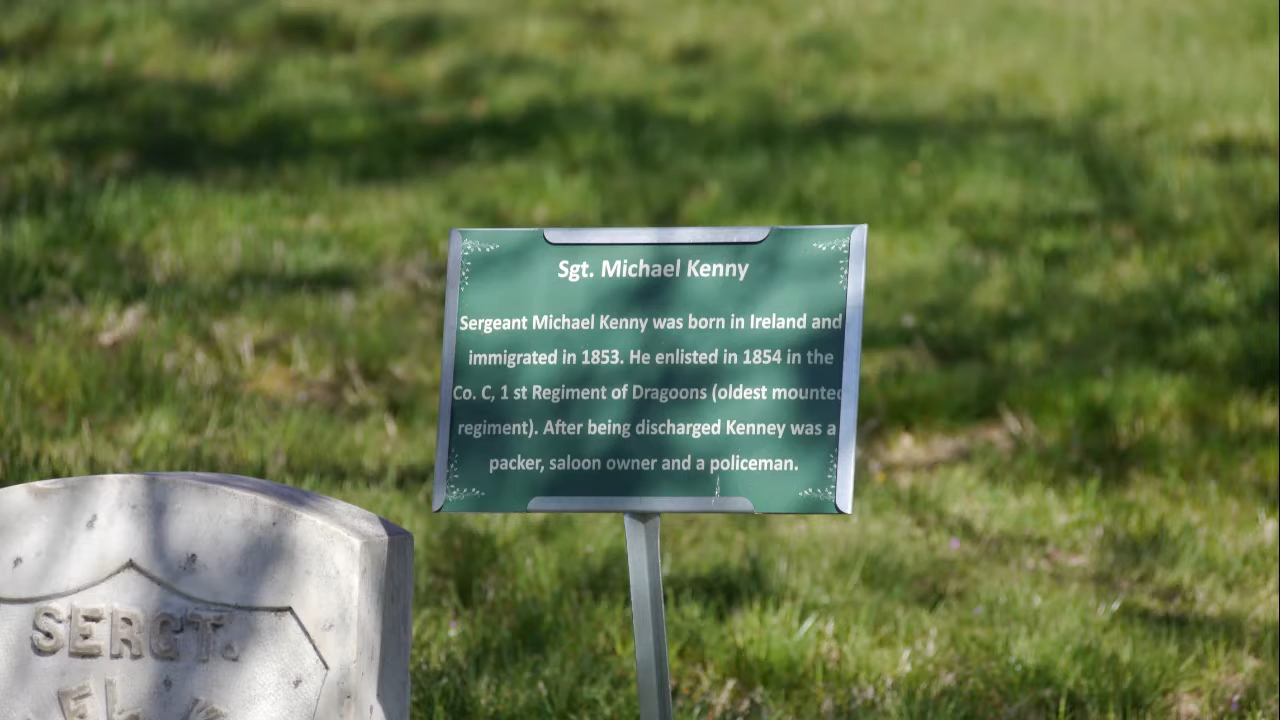 Sgt. Michael Kenny
Sergeant Michael Kenny was born in Ireland and
immigrated in 1853. He enlisted in 1854 in the
Co. C, 1 st Regiment of Dragoons (oldest mounted
regiment). After being discharged Kenney was a
packer, saloon owner and a policeman.
SERGT.